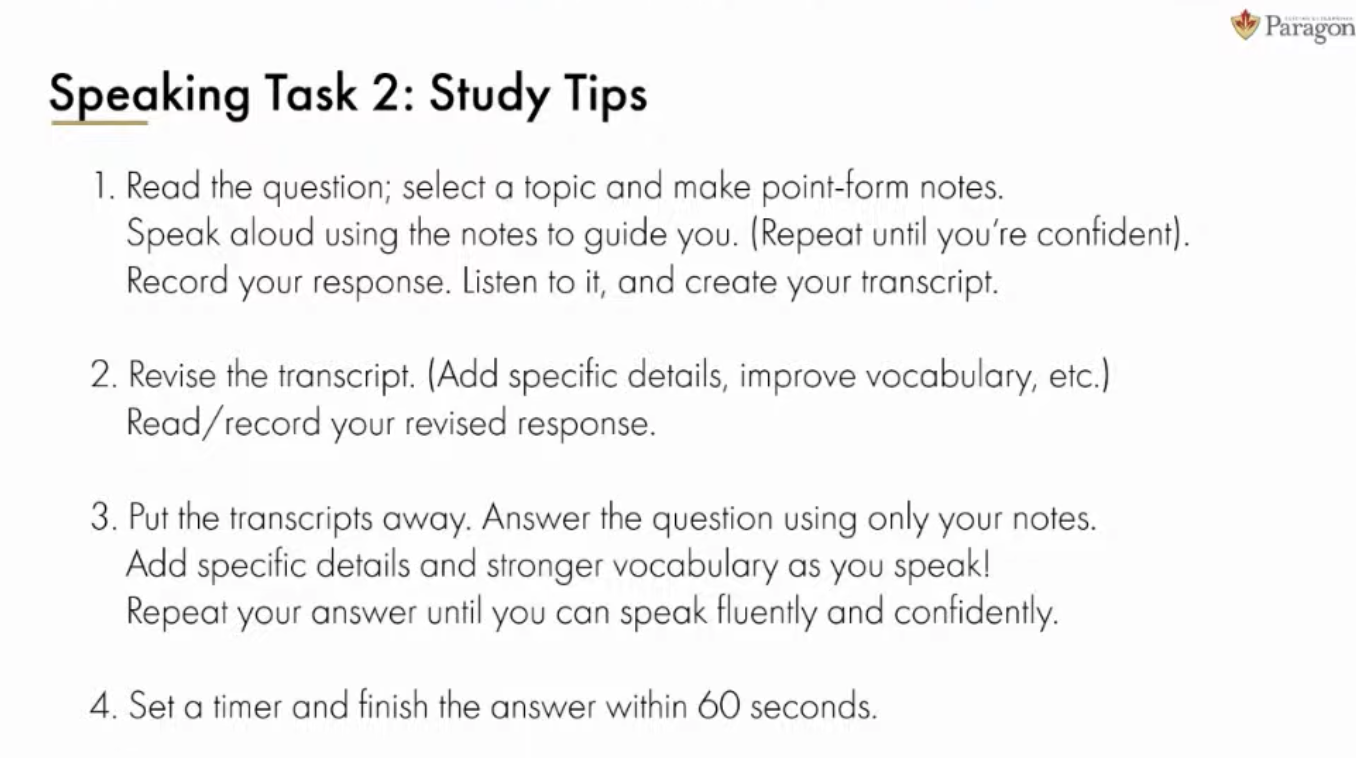 Paragon
Speaking Task 2: Study Tips
1. Read the question; select a topic and make point-form notes.
Speak aloud using the notes to guide you. (Repeat until you're confident).
Record your response. Listen to it, and create your transcript.
2. Revise the transcript. (Add specific details, improve vocabulary, etc.)
Read/record your revised response.
3. Put the transcripts away. Answer the question using only your notes.
Add specific details and stronger vocabulary as you speak!
Repeat your answer until you can speak fluently and confidently.
4. Set a timer and finish the answer within 60 seconds.